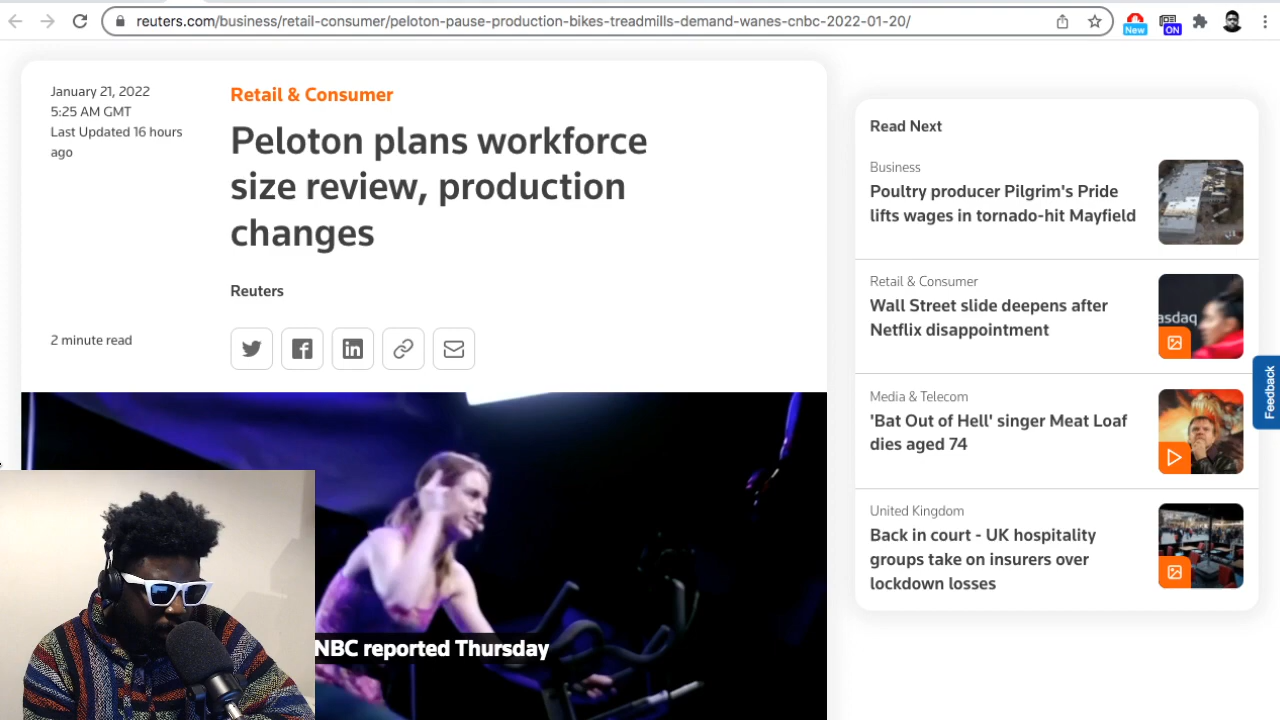 reuters.com/business/retail-consumer/peloton-pause-production-bikes-treadmills-demand-wanes-cnbc-2022-01-20/
New
ON
January 21, 2022
5:25 AM GMT
Last Updated 16 hours
ago
Retail & Consumer
Peloton plans workforce
size review, production
changes
Reuters
2 minute read
NBC reported Thursday
Read Next
Business
Poultry producer Pilgrim's Pride
lifts wages in tornado-hit Mayfield
Retail & Consumer
Wall Street slide deepens after
Netflix disappointment
asdaq
Media & Telecom
'Bat Out of Hell' singer Meat Loaf
dies aged 74
United Kingdom
Back in court - UK hospitality
groups take on insurers over
lockdown losses
Feedback